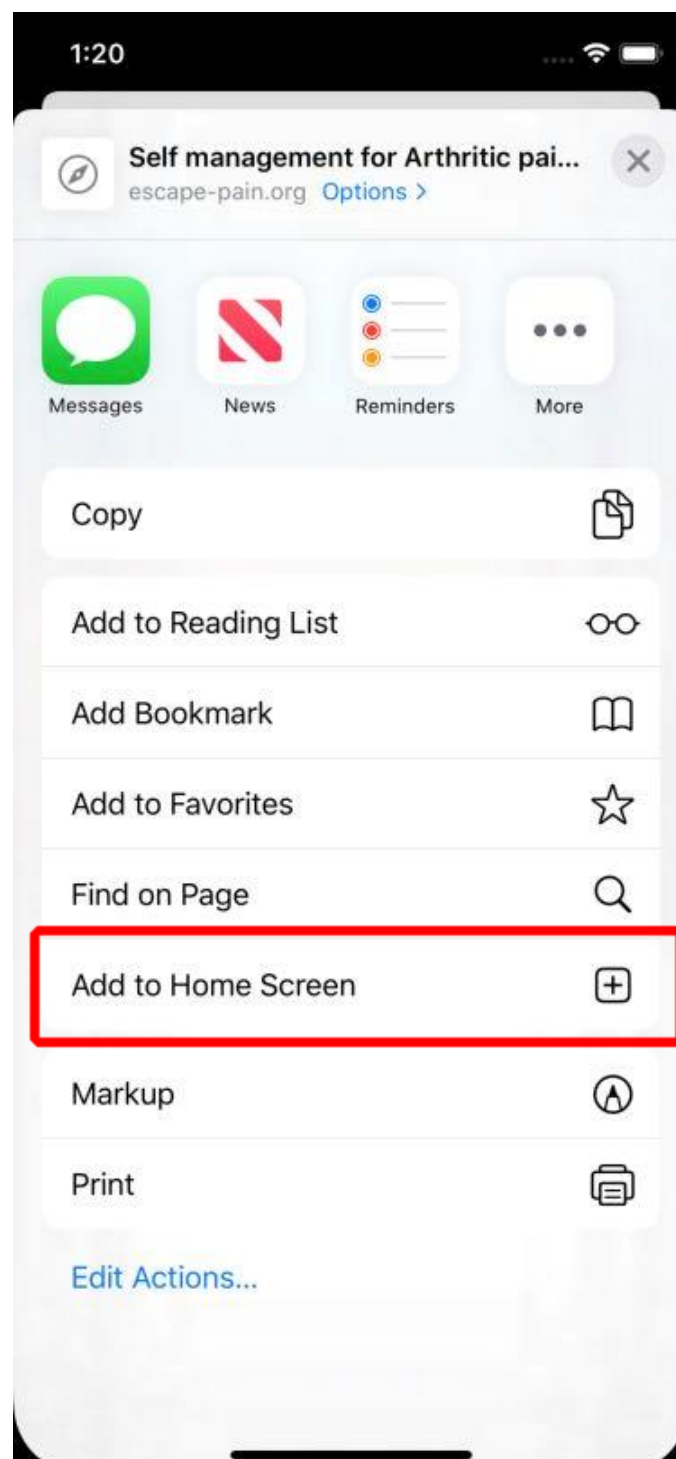 1:20
Self management for Arthritic pai...
escape-pain.org Options >
Messages News Reminders More
Copy
Add to Reading List
Add Bookmark
Add to Favorites
Find on Page
Add to Home Screen
Markup
Print
Edit Actions...